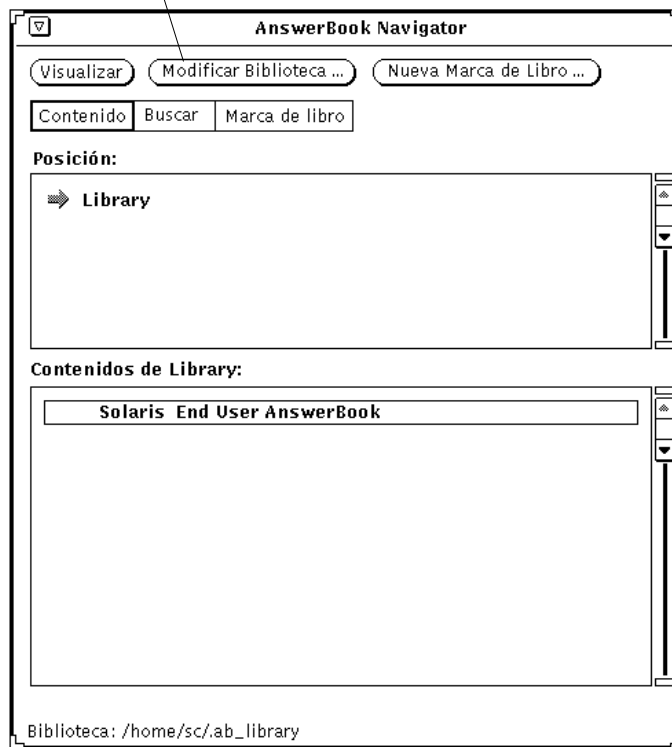 AnswerBook Navigator
Visualizar Modificar Biblioteca ... Nueva Marca de Libro ...
Contenido Buscar Marca de libro
Posición:
Library
Contenidos de Library:
Solaris End User AnswerBook
Biblioteca: /home/sc/.ab_library